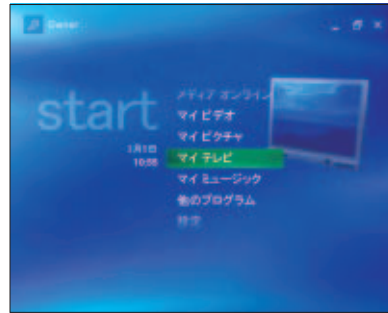 start
メディア オンライン
マイ ビデオ
マイ ピクチャ
マイ テレビ
1月1日
10:55
マイ ミュージック
他のプログラム
設定